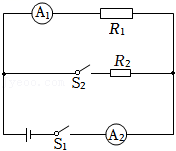 A₁ R₁
S₂ R₂
S₁ A₂